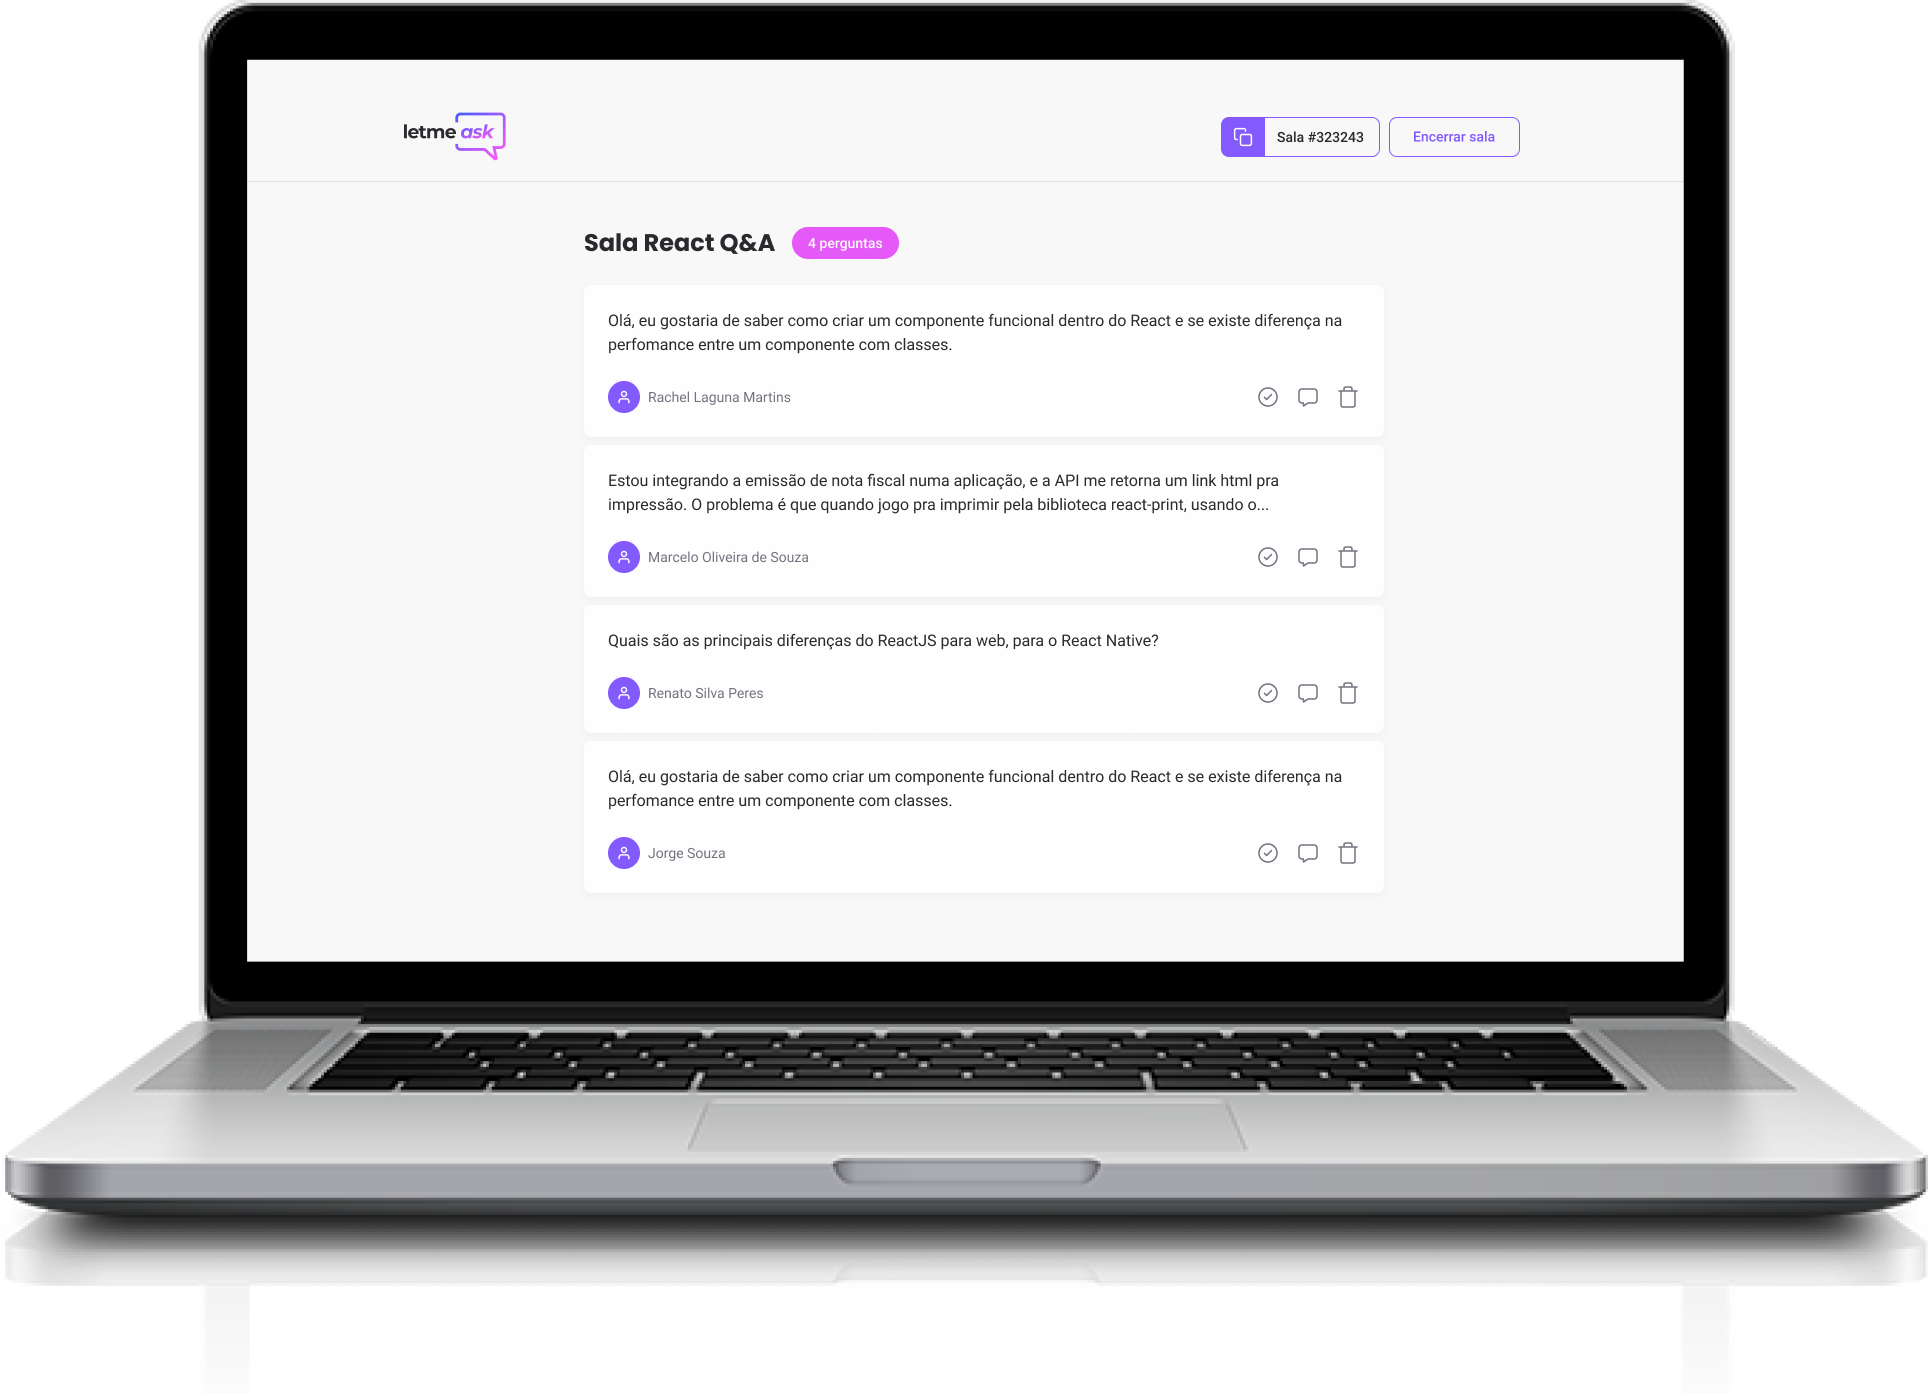 letme ask
Sala #323243
Encerrar sala
Sala React Q&A
4 perguntas
Olá, eu gostaria de saber como criar um componente funcional dentro do React e se existe diferença na
perfomance entre um componente com classes.
Rachel Laguna Martins
Estou integrando a emissão de nota fiscal numa aplicação, e a API me retorna um link html pra
impressão. O problema é que quando jogo pra imprimir pela biblioteca react-print, usando o...
Marcelo Oliveira de Souza
Quais são as principais diferenças do ReactJS para web, para o React Native?
Renato Silva Peres
Olá, eu gostaria de saber como criar um componente funcional dentro do React e se existe diferença na
perfomance entre um componente com classes.
Jorge Souza